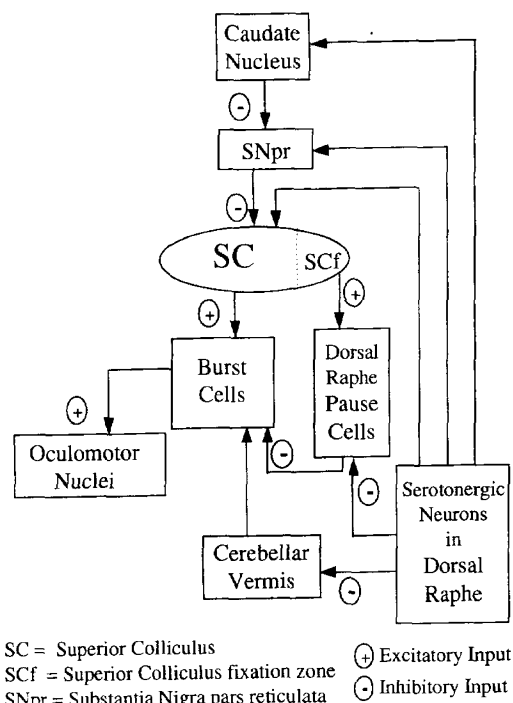 Caudate
Nucleus
-
SNpr
-
SC
SCf
+
+
Burst
Cells
Dorsal
Raphe
Pause
Cells
+
Oculomotor
Nuclei
-
-
Serotonergic
Neurons
in
Dorsal
Raphe
Cerebellar
Vermis
-
SC = Superior Colliculus
SCf = Superior Colliculus fixation zone
SNpr = Substantia Nigra pars reticulata
+ Excitatory Input
- Inhibitory Input